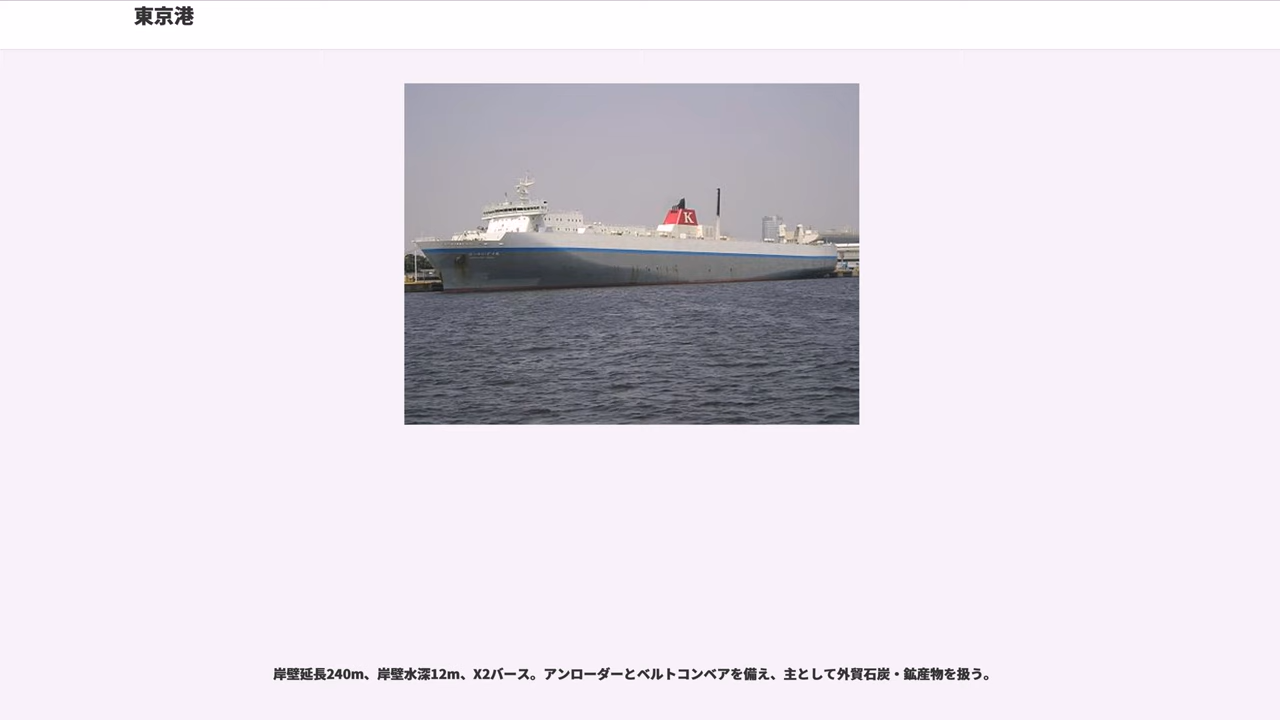 東京港
K
岸壁延長240m、岸壁水深12m、X2バース。アンローダーとベルトコンベアを備え、主として外貿石炭・鉱産物を扱う。